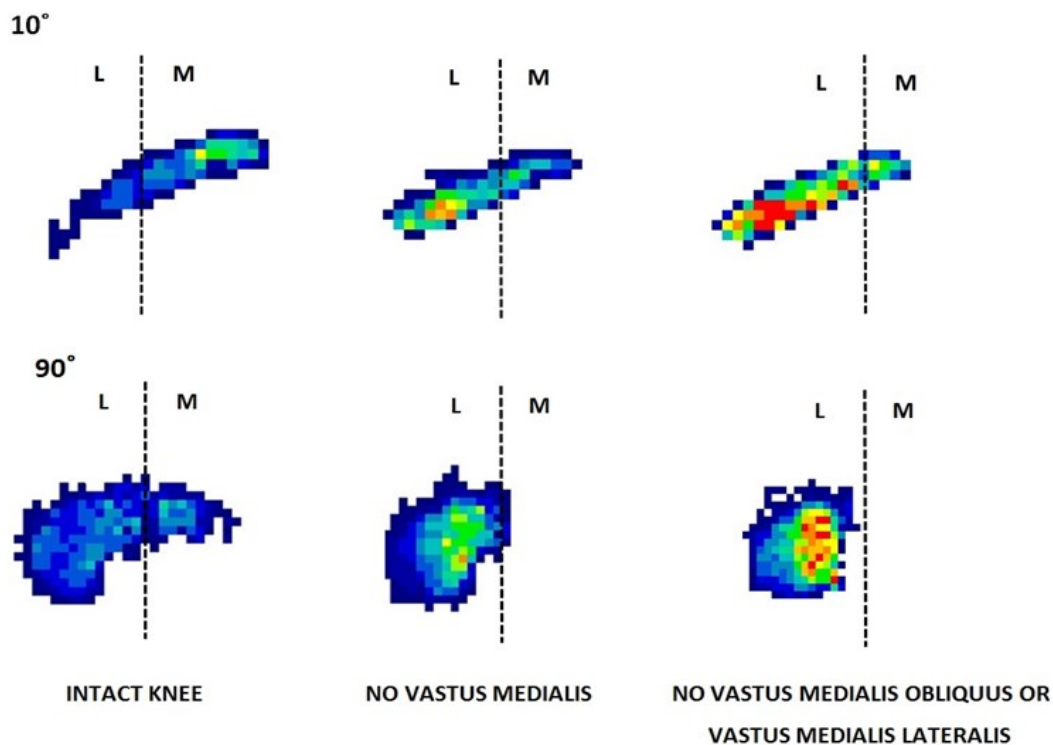 10°
L M
L M
L M
90°
L M
L M
L M
INTACT KNEE
NO VASTUS MEDIALIS
NO VASTUS MEDIALIS OBLIQUUS OR
VASTUS MEDIALIS LATERALIS